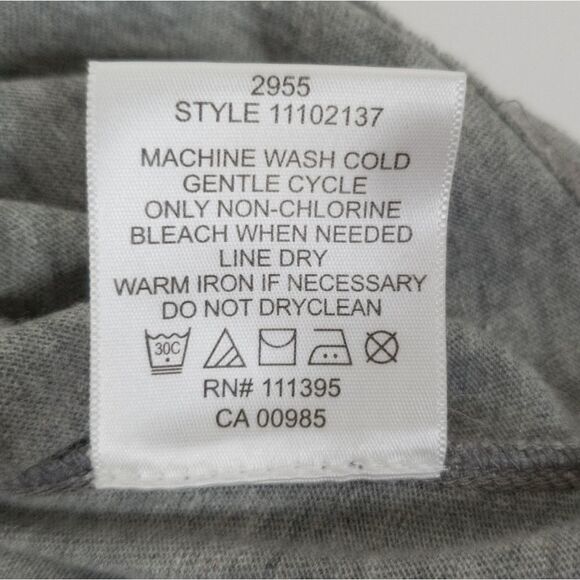 2955
STYLE 11102137
MACHINE WASH COLD
GENTLE CYCLE
ONLY NON-CHLORINE
BLEACH WHEN NEEDED
LINE DRY
WARM IRON IF NECESSARY
DO NOT DRYCLEAN
30C
RN# 111395
CA 00985